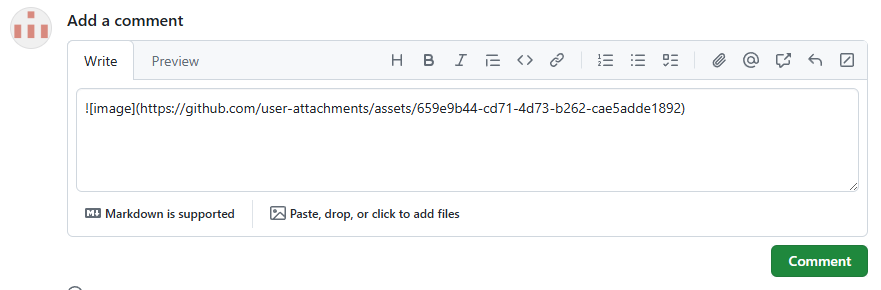 Add a comment
Write Preview
![image](https://github.com/user-attachments/assets/659e9b44-cd71-4d73-b262-cae5adde1892)
Markdown is supported Paste, drop, or click to add files
Comment